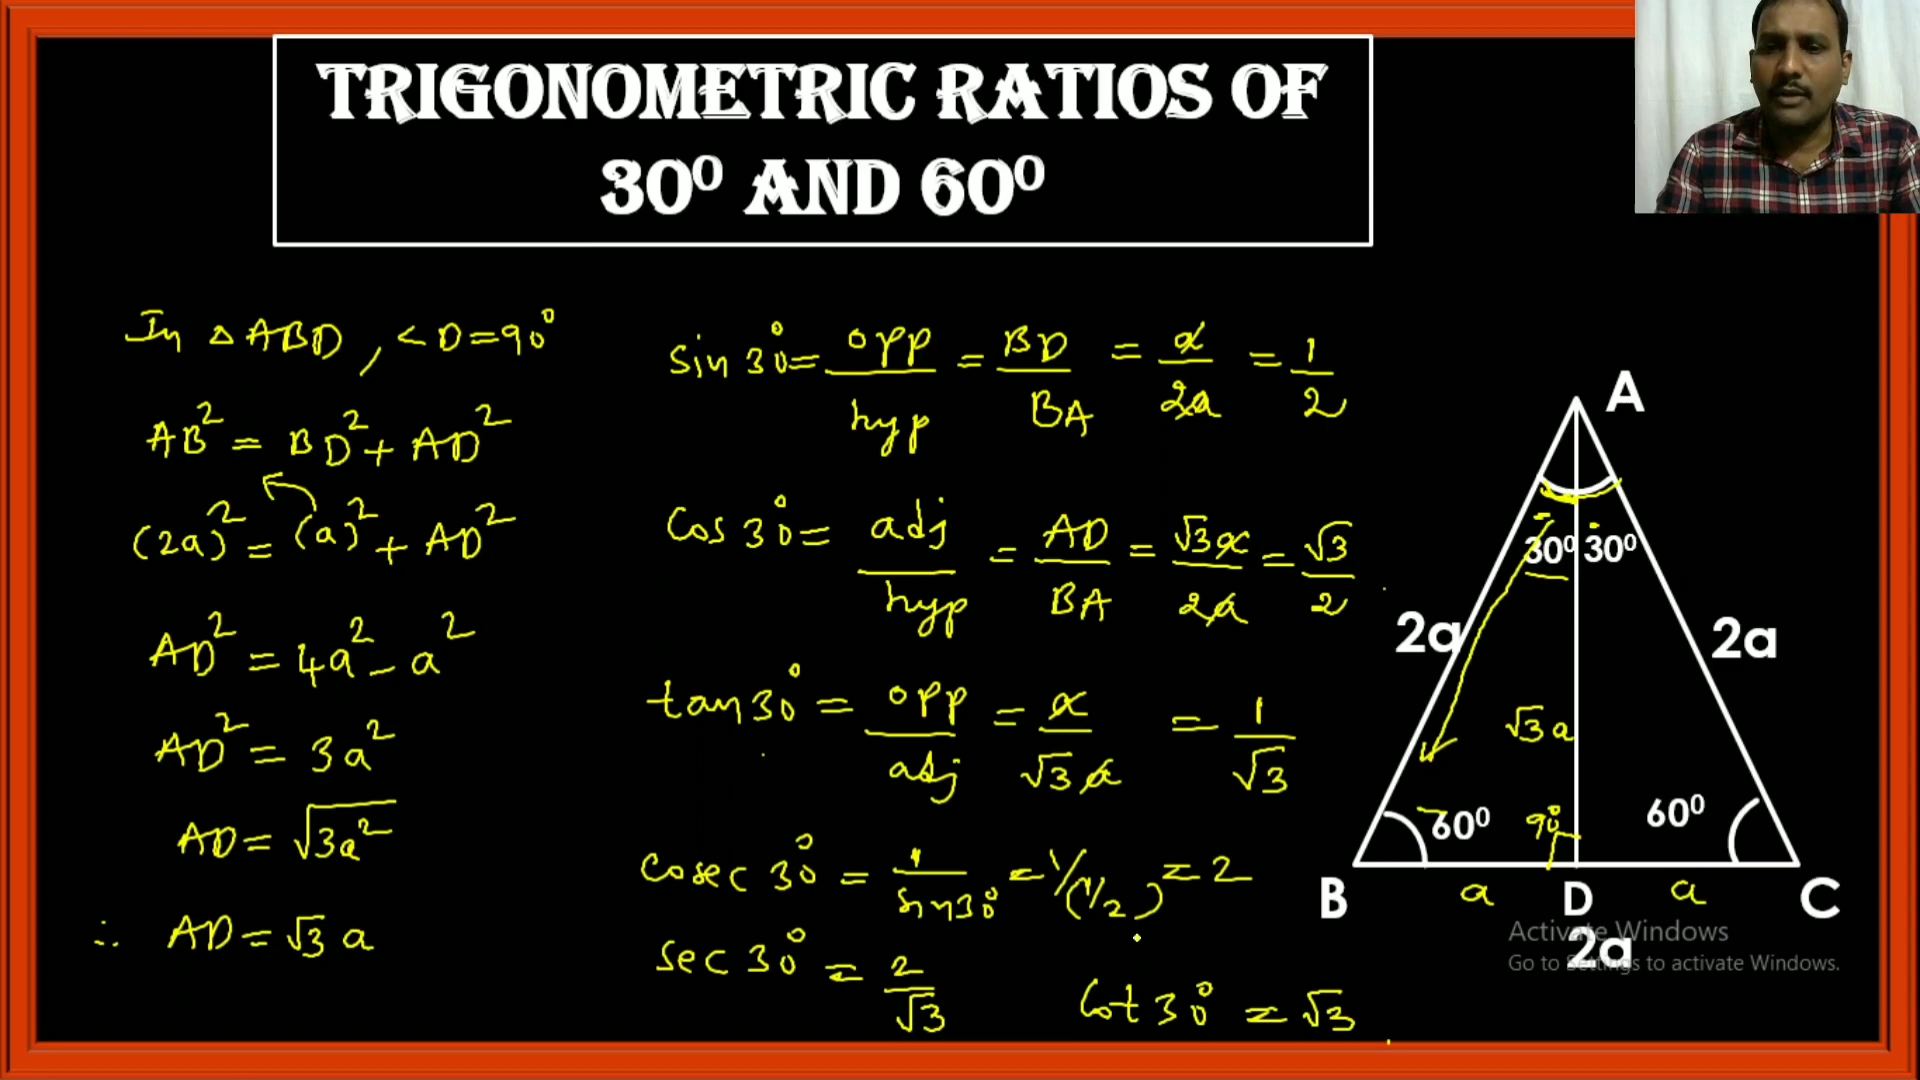 TRIGONOMETRIC RATIOS OF
30⁰ AND 60⁰
In △ ABD, <D=90°
AB² = BD² + AD²
(2a)² = (a)² + AD²
AD² = 4a² - a²
AD² = 3a²
AD = √3a²
∴ AD = √3 a
sin 30° = opp/hyp = BD/BA = a/2a = 1/2
Cos 30° = adj/hyp = AD/BA = √3a/2a = √3/2
tan 30° = opp/adj = a/√3a = 1/√3
Cosec 30° = 1/sin30° = 1/(1/2) = 2
sec 30° = 2/√3
Cot 30° = √3
A
30⁰ 30⁰
2a 2a
√3 a
60⁰ 90° 60⁰
B a D a C
2a
Activate Windows
Go to Settings to activate Windows.